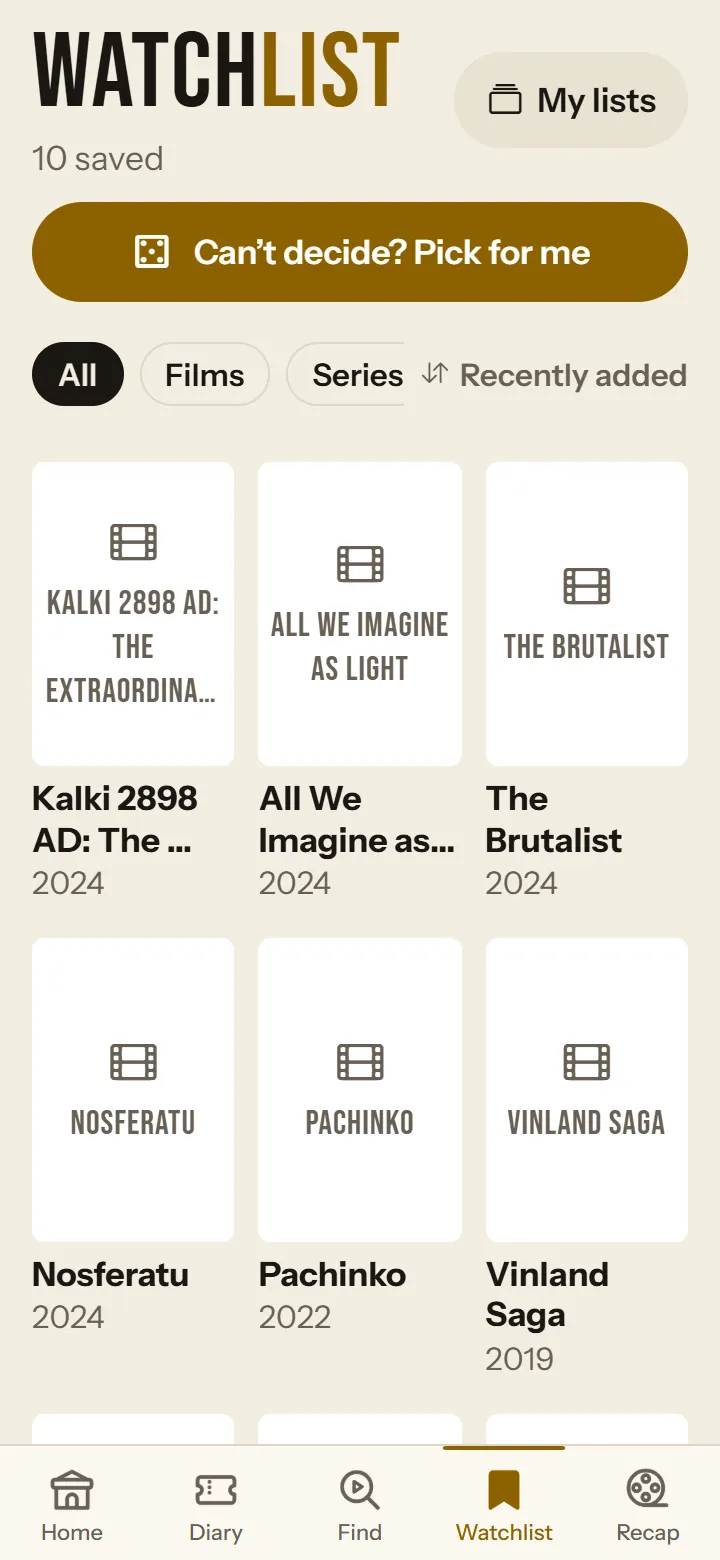 WATCHLIST
My lists
10 saved
Can’t decide? Pick for me
All
Films
Series
Recently added
KALKI 2898 AD:
THE
EXTRAORDINA...
ALL WE IMAGINE
AS LIGHT
THE BRUTALIST
Kalki 2898
AD: The ...
2024
All We
Imagine as...
2024
The
Brutalist
2024
NOSFERATU
PACHINKO
VINLAND SAGA
Nosferatu
2024
Pachinko
2022
Vinland
Saga
2019
Home
Diary
Find
Watchlist
Recap